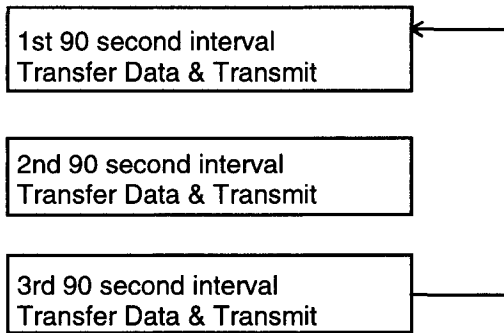 1st 90 second interval
Transfer Data & Transmit
2nd 90 second interval
Transfer Data & Transmit
3rd 90 second interval
Transfer Data & Transmit